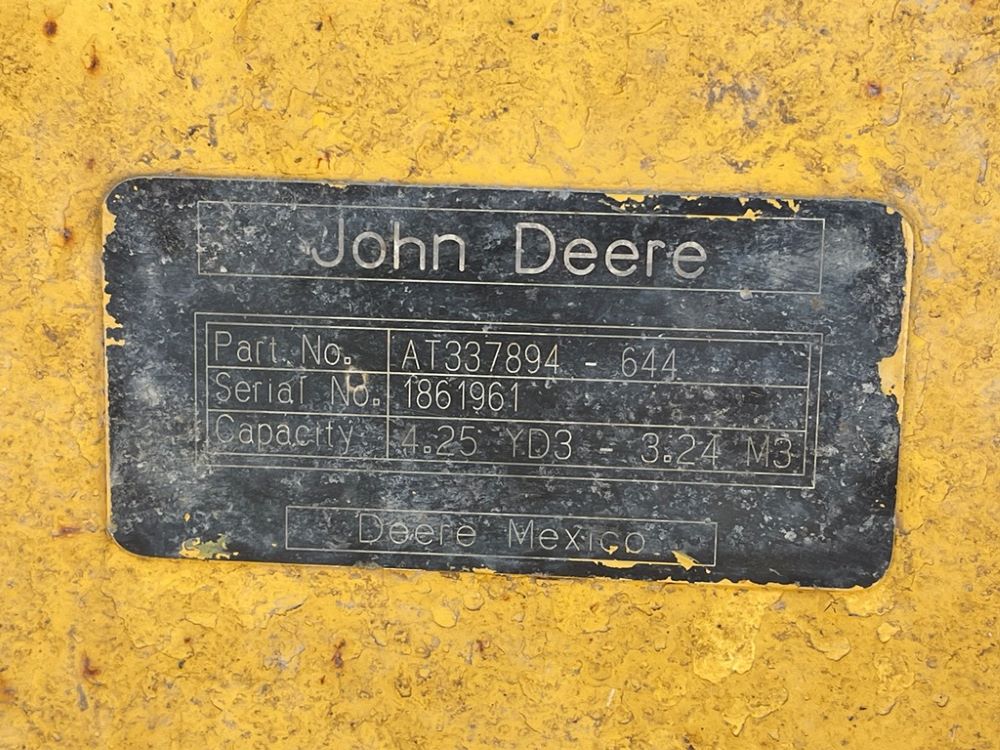 John Deere
Part. No. AT337894 - 644
Serial No. 1861961
Capacity 4.25 YD3 - 3.24 M3
Deere Mexico